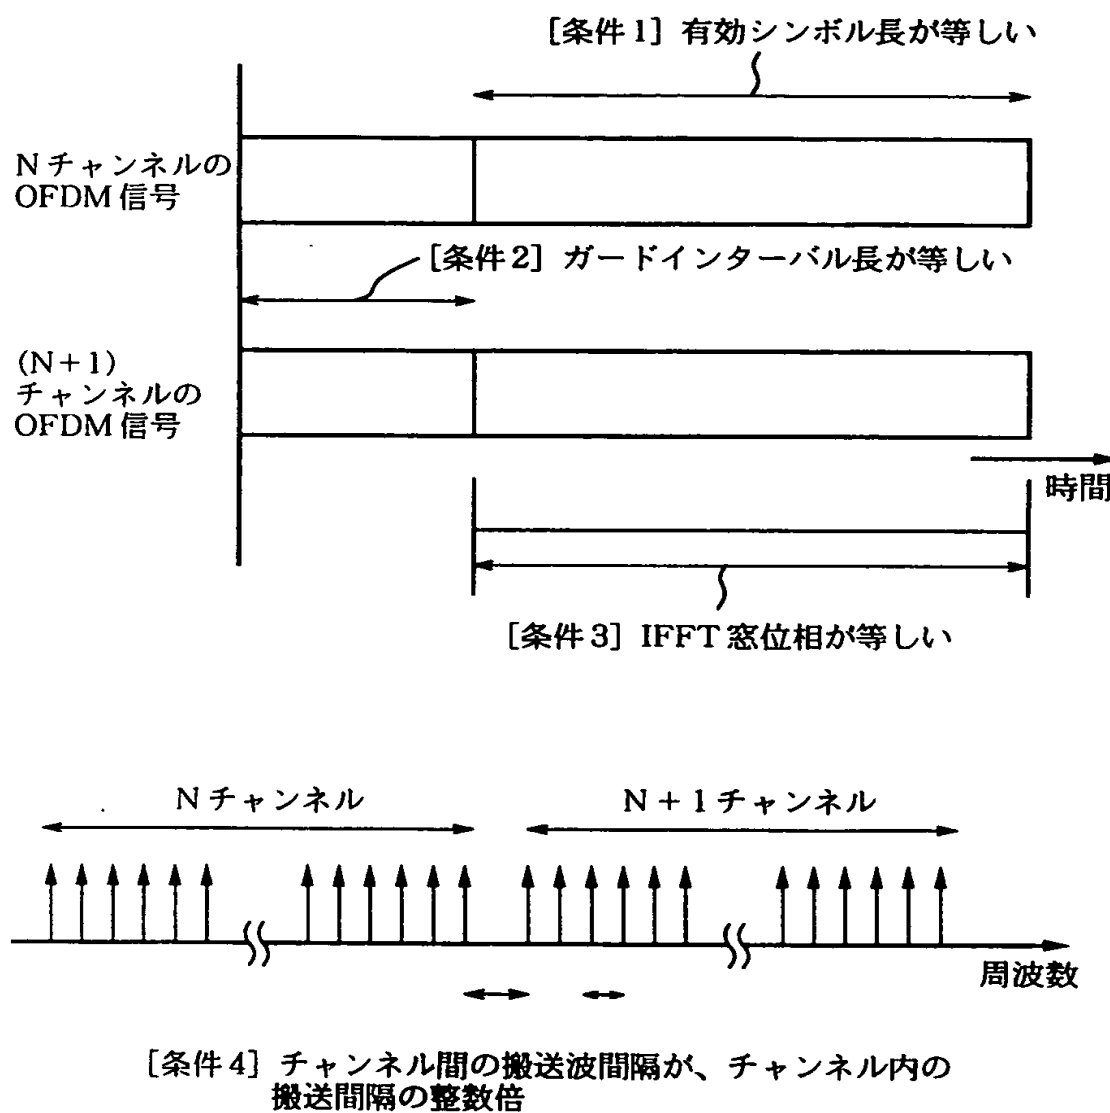 [条件1] 有効シンボル長が等しい
Nチャンネルの
OFDM信号
[条件2] ガードインターバル長が等しい
(N+1)
チャンネルの
OFDM信号
時間
[条件3] IFFT窓位相が等しい
Nチャンネル
N+1チャンネル
周波数
[条件4] チャンネル間の搬送波間隔が、チャンネル内の
搬送間隔の整数倍